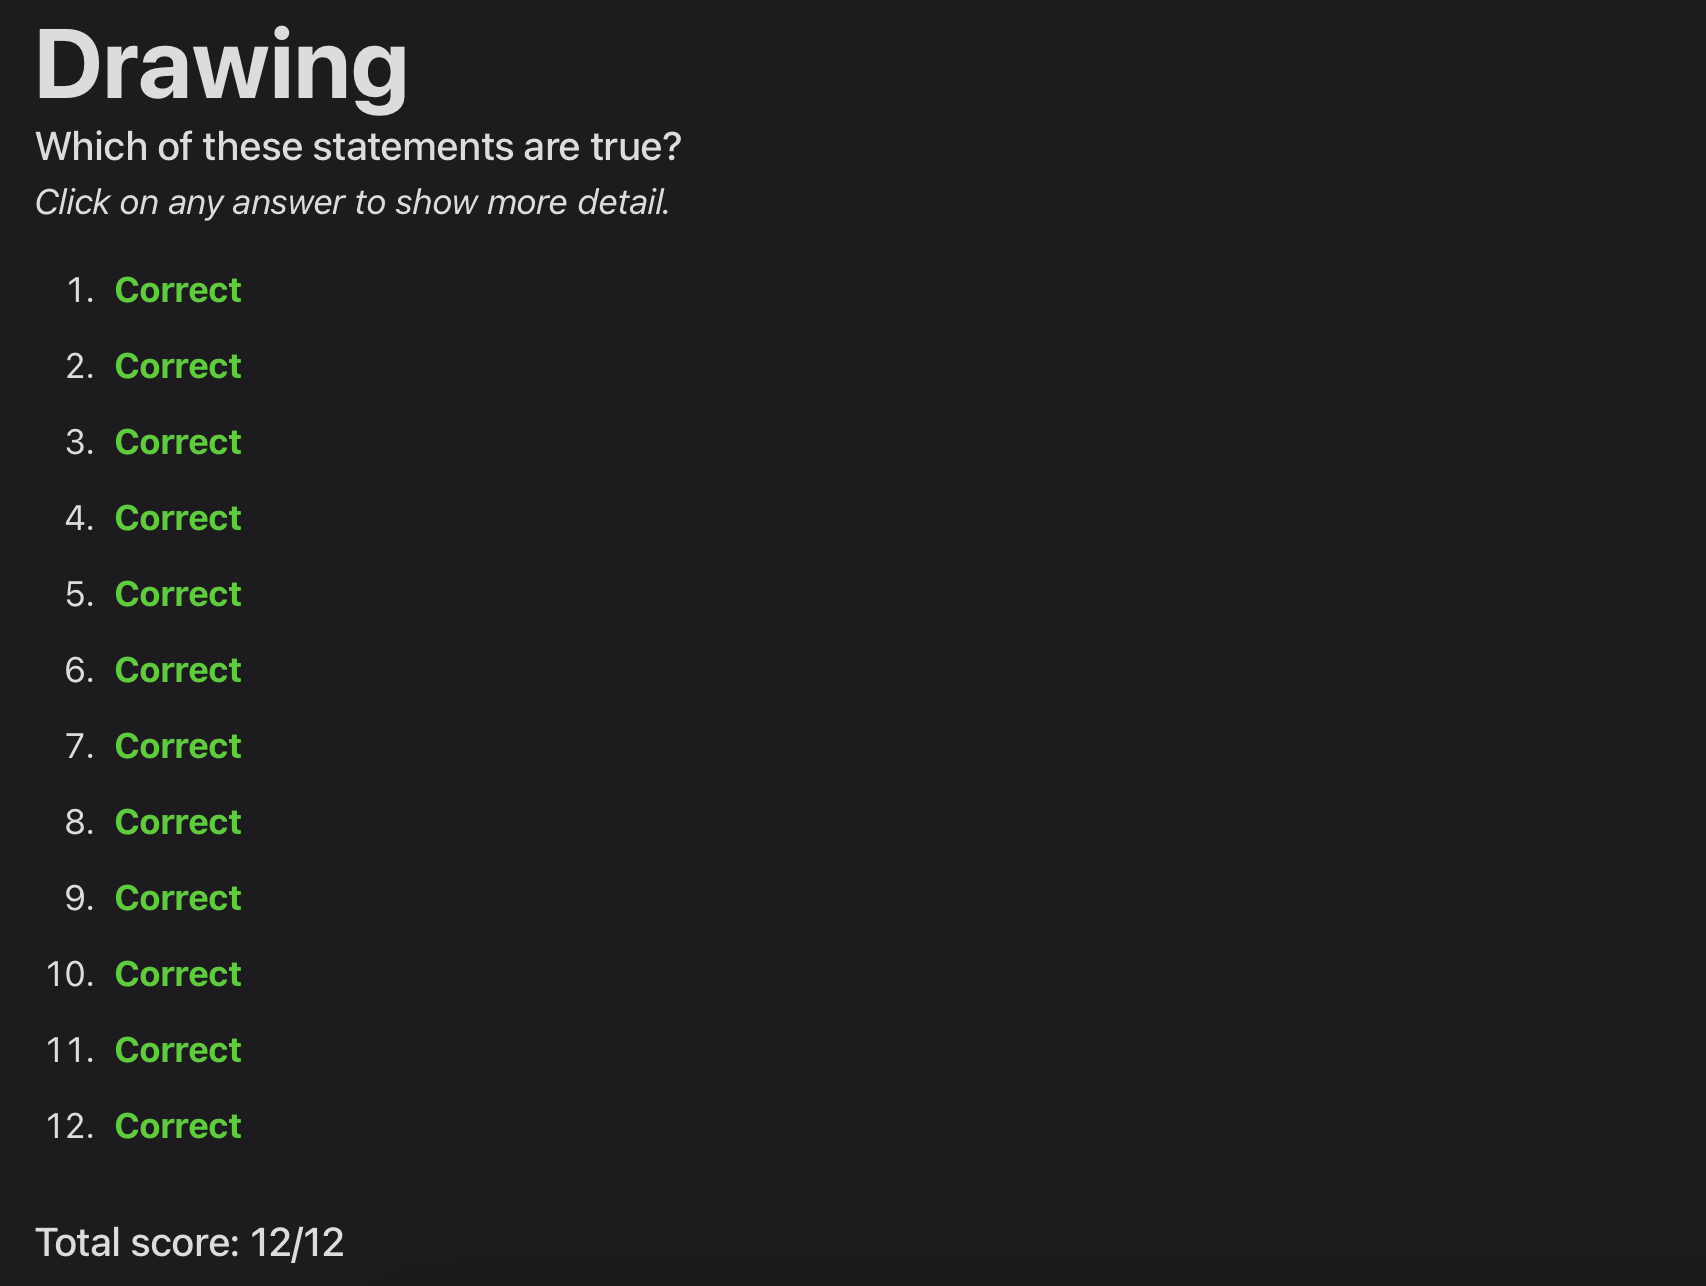 Drawing
Which of these statements are true?
Click on any answer to show more detail.
1. Correct
2. Correct
3. Correct
4. Correct
5. Correct
6. Correct
7. Correct
8. Correct
9. Correct
10. Correct
11. Correct
12. Correct
Total score: 12/12